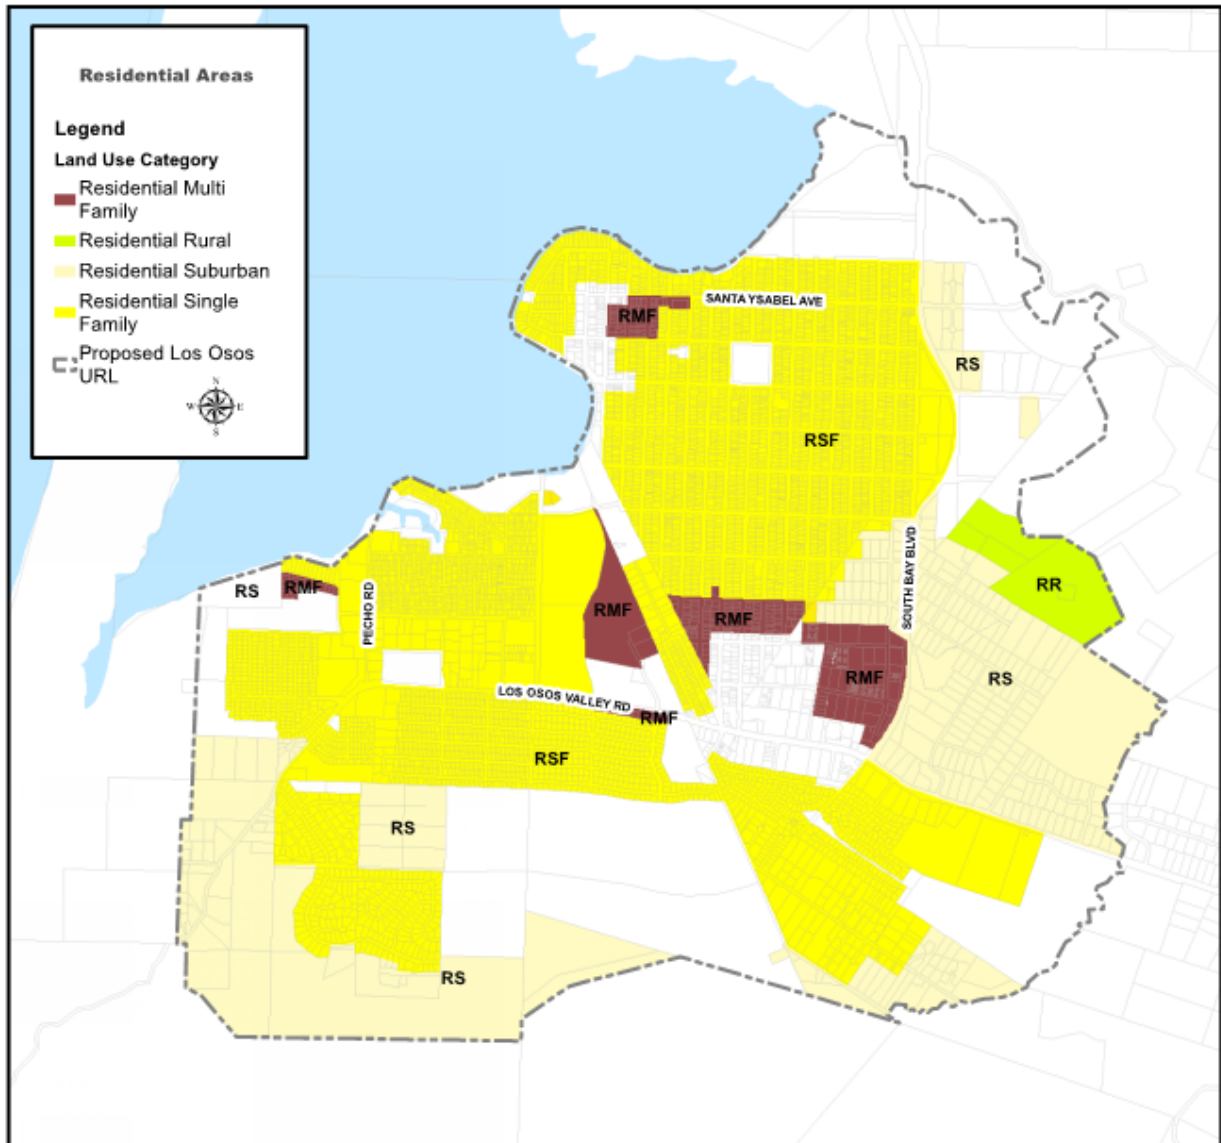 Residential Areas
Legend
Land Use Category
Residential Multi
Family
Residential Rural
Residential Suburban
Residential Single
Family
Proposed Los Osos
URL
N
W E
S
SANTA YSABEL AVE
RMF
RS
RSF
SOUTH BAY BLVD
RR
RS
RMF
PECHO RD
RMF
RMF
RMF
RS
LOS OSOS VALLEY RD
RMF
RSF
RS
RS